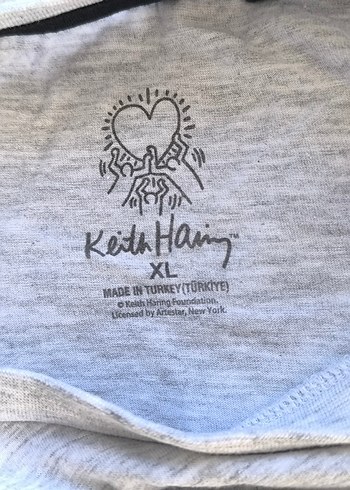 Keith Haring™
XL
MADE IN TURKEY (TÜRKİYE)
© Keith Haring Foundation.
Licensed by Artestar, New York.